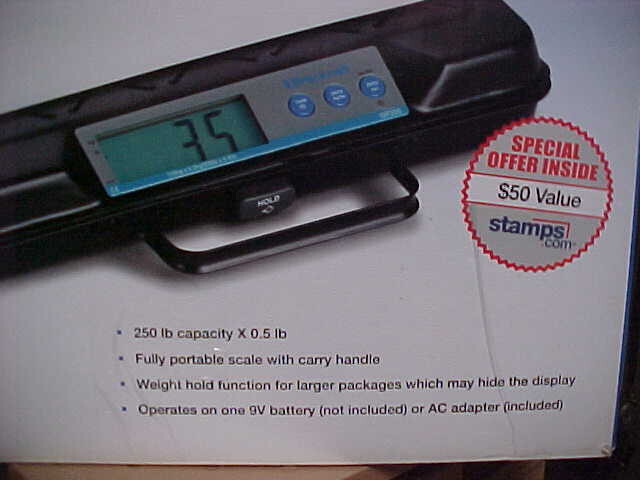 3.5
HOLD
SPECIAL
OFFER INSIDE
$50 Value
stamps
.com
250 lb capacity X 0.5 lb
Fully portable scale with carry handle
Weight hold function for larger packages which may hide the display
Operates on one 9V battery (not included) or AC adapter (included)